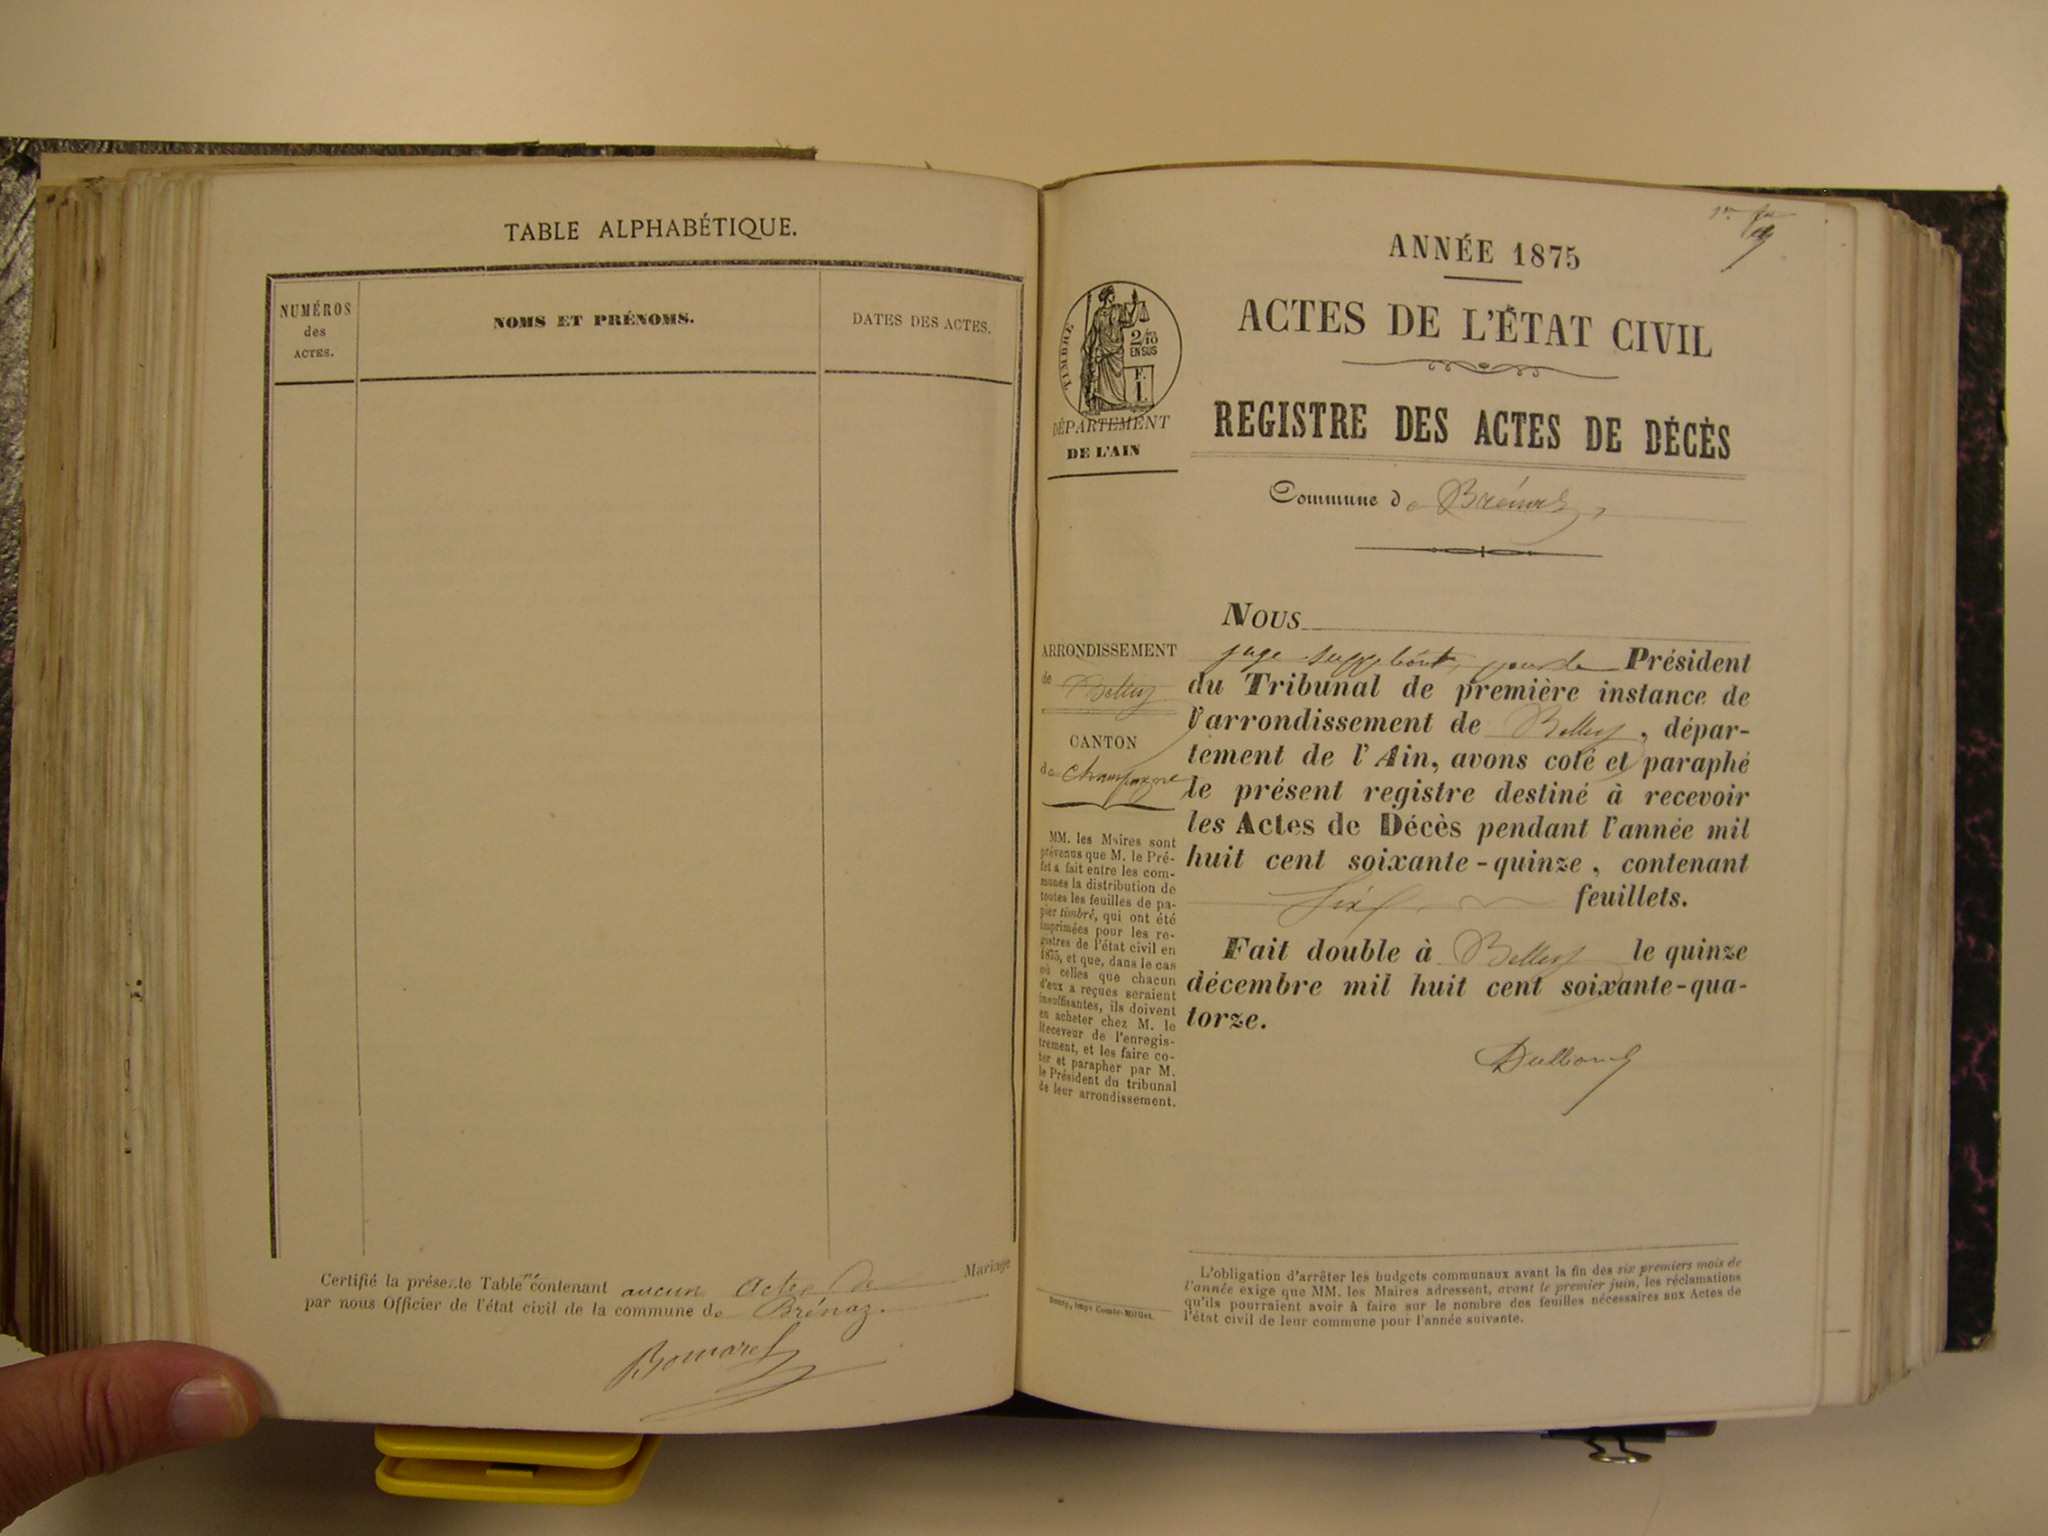 TABLE ALPHABÉTIQUE.
NUMÉROS
des
ACTES.
NOMS ET PRÉNOMS.
DATES DES ACTES.
Certifié la présente Table contenant aucun Acte de Mariage
par nous Officier de l'état civil de la commune de Brénaz.
ANNÉE 1875
ACTES DE L'ÉTAT CIVIL
REGISTRE DES ACTES DE DÉCÈS
TIMBRE
2/10
EN SUS
DÉPARTEMENT
DE L'AIN
Commune de Brénaz,
ARRONDISSEMENT
de Belley
CANTON
de Champagne
MM. les Maires sont
prévenus que M. le Pré-
fet a fait entre les com-
munes la distribution de
toutes les feuilles de pa-
pier timbré, qui ont été
imprimées pour les re-
gistres de l'état civil en
1875, et que, dans le cas
où celles que chacun
d'eux a reçues seraient
insuffisantes, ils doivent
en acheter chez M. le
Receveur de l'enregis-
trement, et les faire co-
ter et parapher par M.
le Président du tribunal
de leur arrondissement.
Bourg, impr. Comte-Milliet.
NOUS
juge suppléant, pour le Président
du Tribunal de première instance de
l'arrondissement de Belley, dépar-
tement de l'Ain, avons coté et paraphé
le présent registre destiné à recevoir
les Actes de Décès pendant l'année mil
huit cent soixante-quinze, contenant
six feuillets.
Fait double à Belley le quinze
décembre mil huit cent soixante-qua-
torze.
L'obligation d'arrêter les budgets communaux avant la fin des six premiers mois de
l'année exige que MM. les Maires adressent, avant le premier juin, les réclamations
qu'ils pourraient avoir à faire sur le nombre des feuilles nécessaires aux Actes de
l'état civil de leur commune pour l'année suivante.